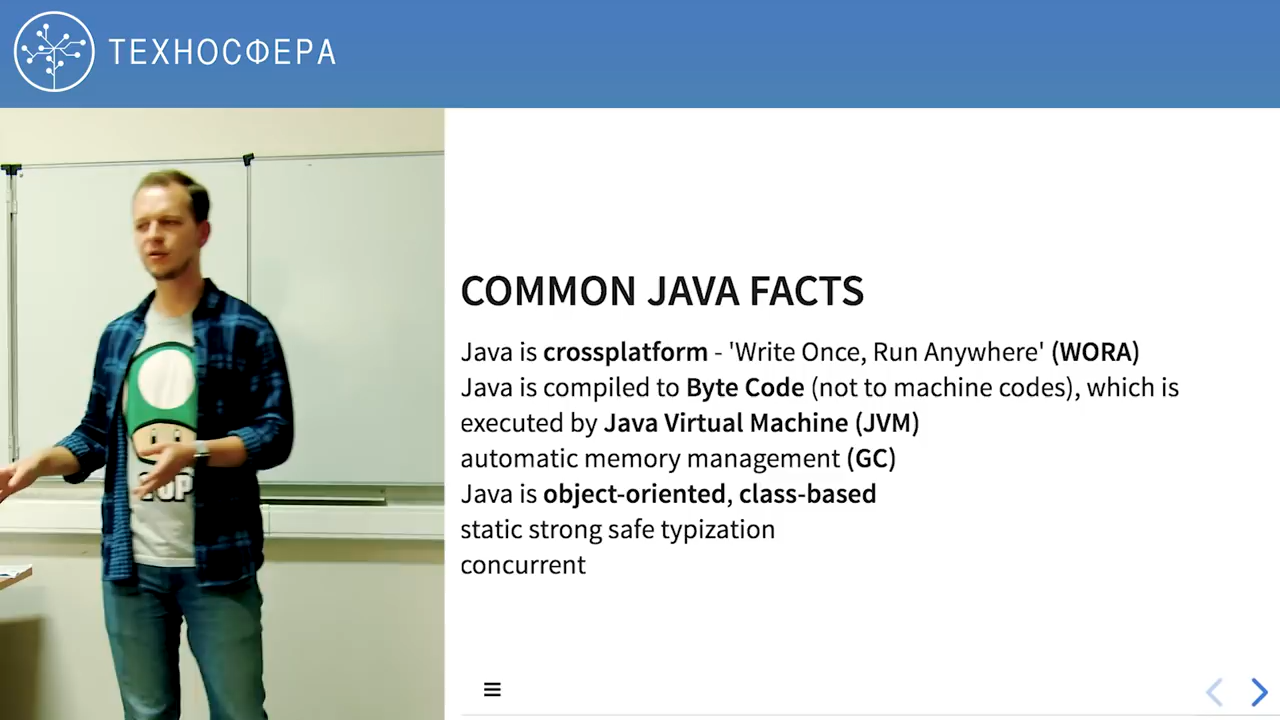 ТЕХНОСФЕРА
COMMON JAVA FACTS
Java is crossplatform - 'Write Once, Run Anywhere' (WORA)
Java is compiled to Byte Code (not to machine codes), which is
executed by Java Virtual Machine (JVM)
automatic memory management (GC)
Java is object-oriented, class-based
static strong safe typization
concurrent